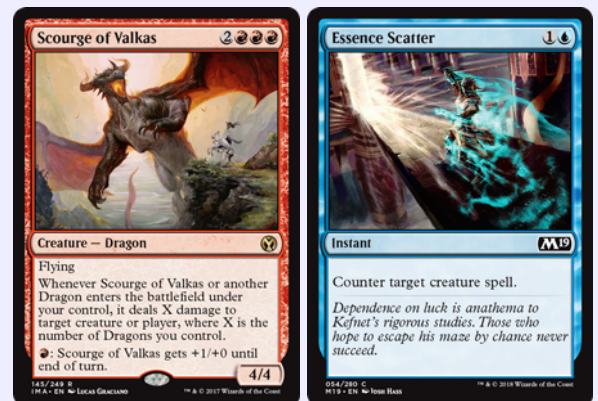 Scourge of Valkas 2
Creature — Dragon
Flying
Whenever Scourge of Valkas or another
Dragon enters the battlefield under
your control, it deals X damage to
target creature or player, where X is the
number of Dragons you control.
: Scourge of Valkas gets +1/+0 until
end of turn.
4/4
145/249 R
IMA • EN Lucas Graciano
™ & © 2017 Wizards of the Coast
Essence Scatter 1
Instant
M19
Counter target creature spell.
Dependence on luck is anathema to
Kefnet's rigorous studies. Those who
hope to escape his maze by chance never
succeed.
054/280 C
M19 • EN Josh Hass
™ & © 2018 Wizards of the Coast